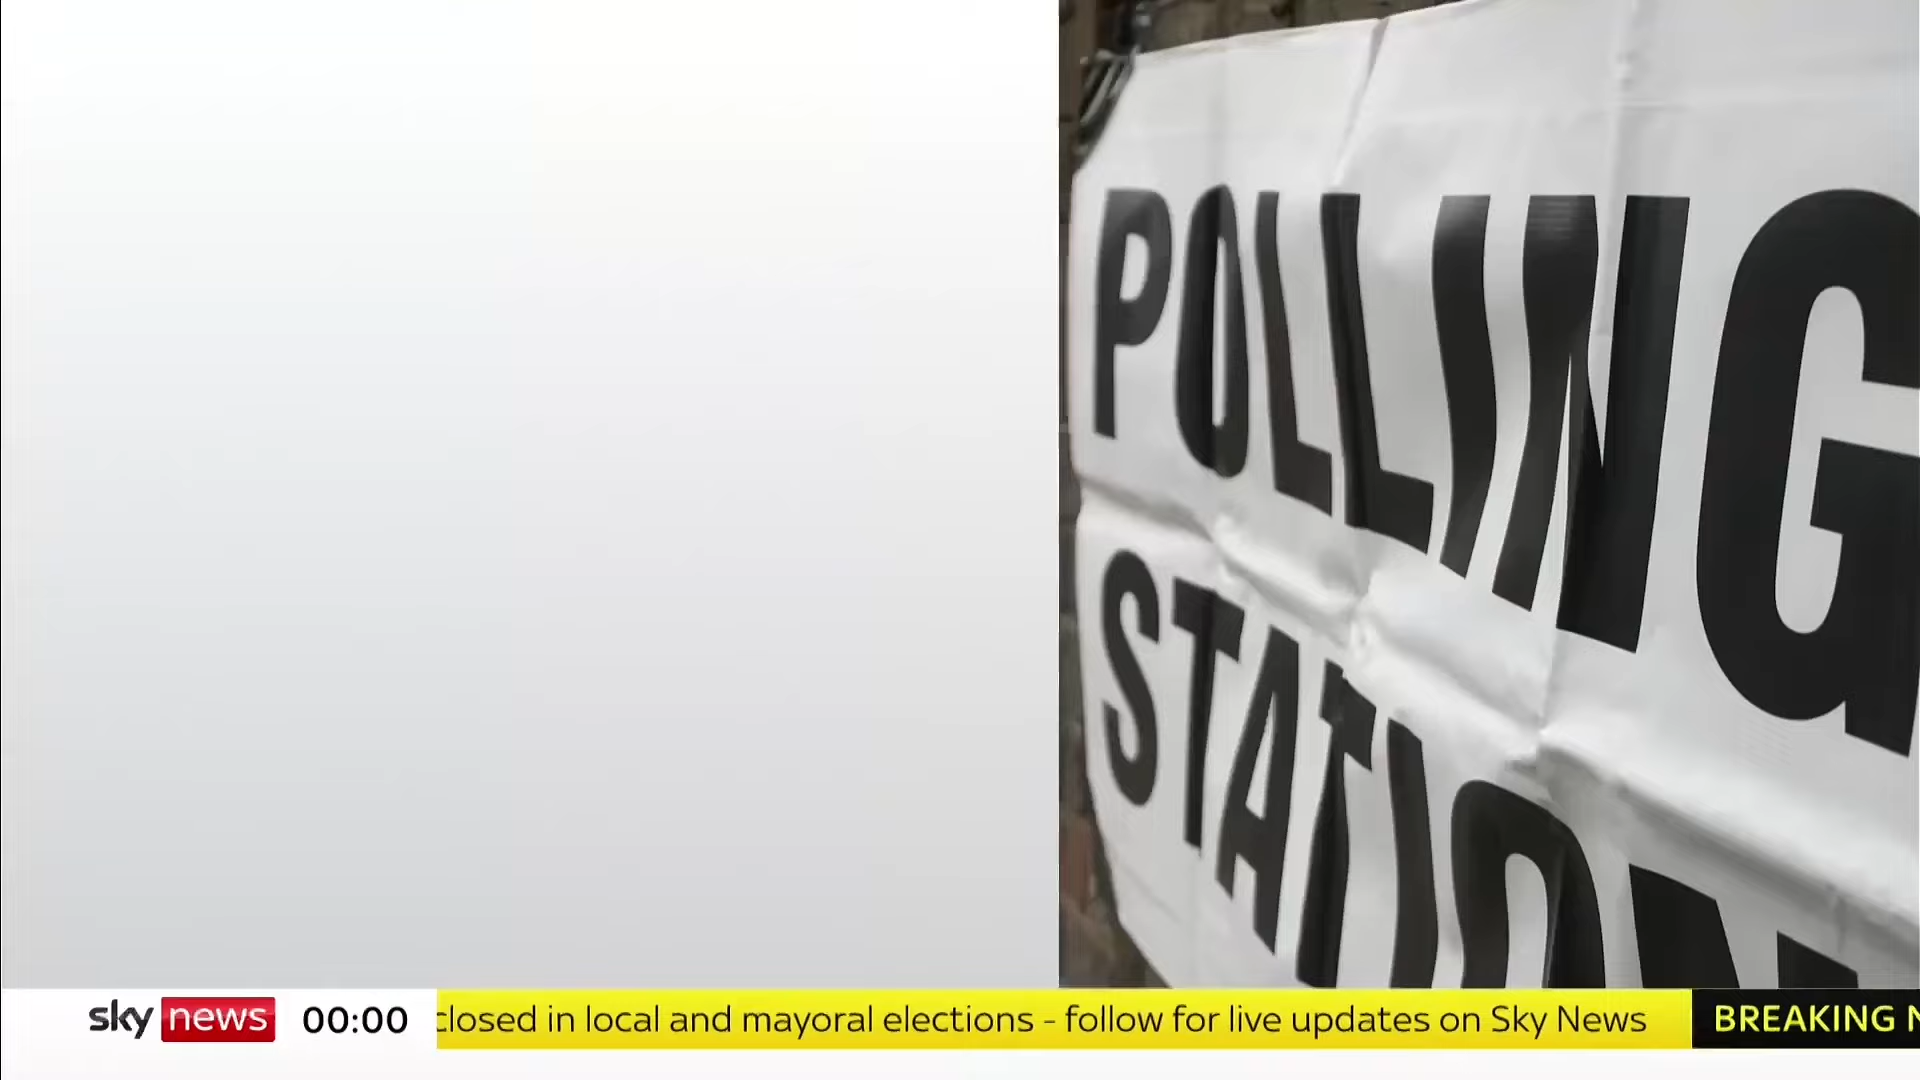 POLLING
STATION
sky news 00:00 closed in local and mayoral elections - follow for live updates on Sky News BREAKING